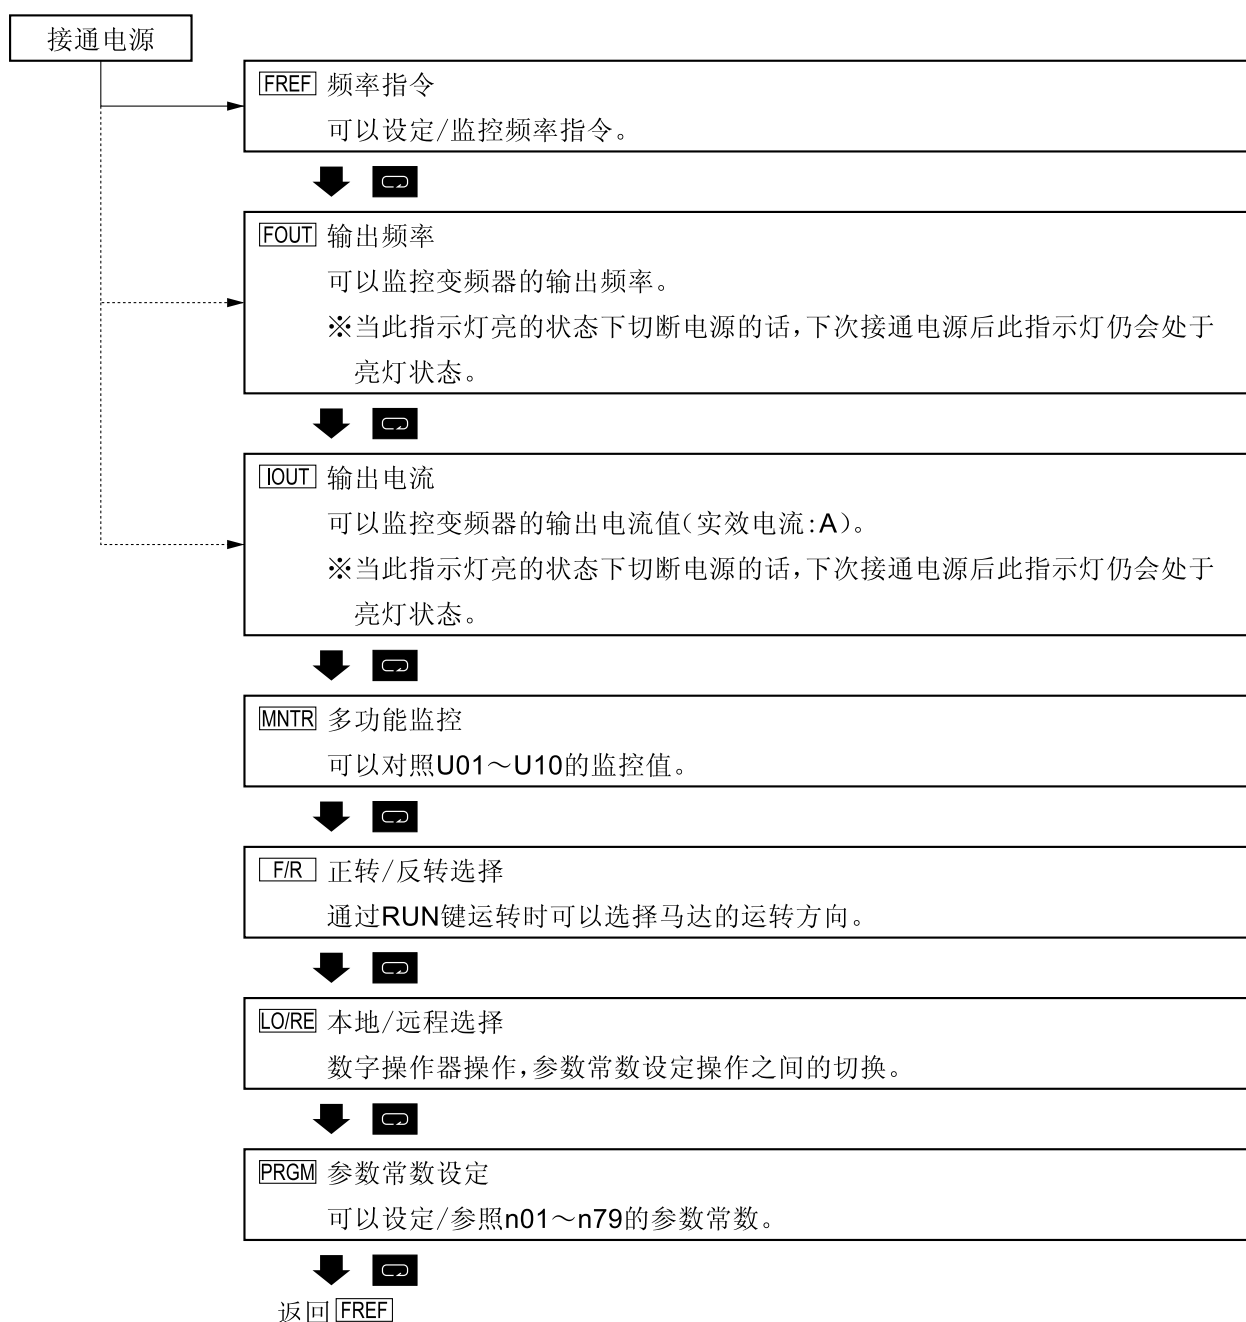 接通电源
FREF 频率指令
可以设定/监控频率指令。
FOUT 输出频率
可以监控变频器的输出频率。
※当此指示灯亮的状态下切断电源的话,下次接通电源后此指示灯仍会处于
亮灯状态。
IOUT 输出电流
可以监控变频器的输出电流值(实效电流:A)。
※当此指示灯亮的状态下切断电源的话,下次接通电源后此指示灯仍会处于
亮灯状态。
MNTR 多功能监控
可以对照U01～U10的监控值。
F/R 正转/反转选择
通过RUN键运转时可以选择马达的运转方向。
LO/RE 本地/远程选择
数字操作器操作,参数常数设定操作之间的切换。
PRGM 参数常数设定
可以设定/参照n01～n79的参数常数。
返回 FREF